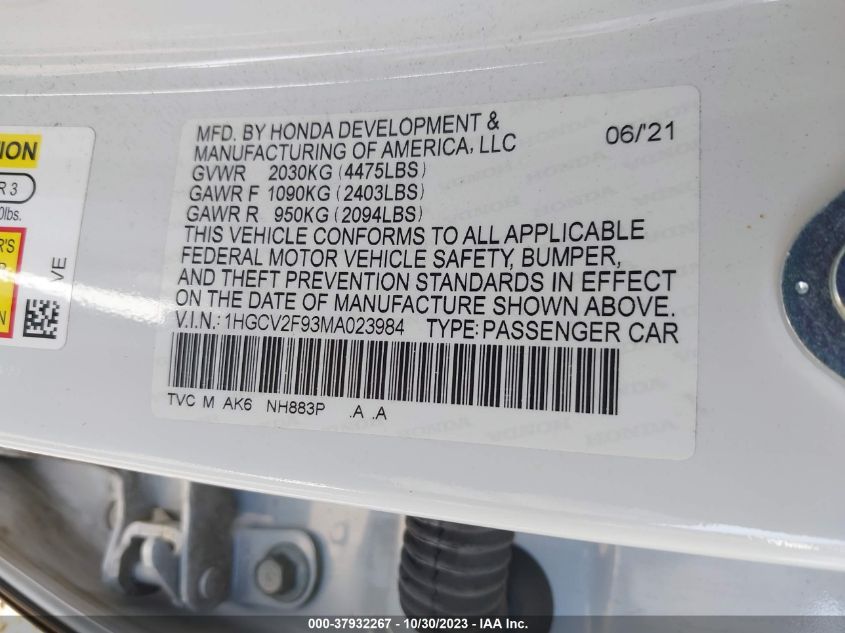 MFD. BY HONDA DEVELOPMENT &
MANUFACTURING OF AMERICA, LLC
06/'21
GVWR 2030KG (4475LBS)
GAWR F 1090KG (2403LBS)
GAWR R 950KG (2094LBS)
THIS VEHICLE CONFORMS TO ALL APPLICABLE
FEDERAL MOTOR VEHICLE SAFETY, BUMPER,
AND THEFT PREVENTION STANDARDS IN EFFECT
ON THE DATE OF MANUFACTURE SHOWN ABOVE.
V.I.N.: 1HGCV2F93MA023984 TYPE: PASSENGER CAR
TVC M AK6 NH883P .A .A
R 3
0lbs.
000-37932267 - 10/30/2023 - IAA Inc.